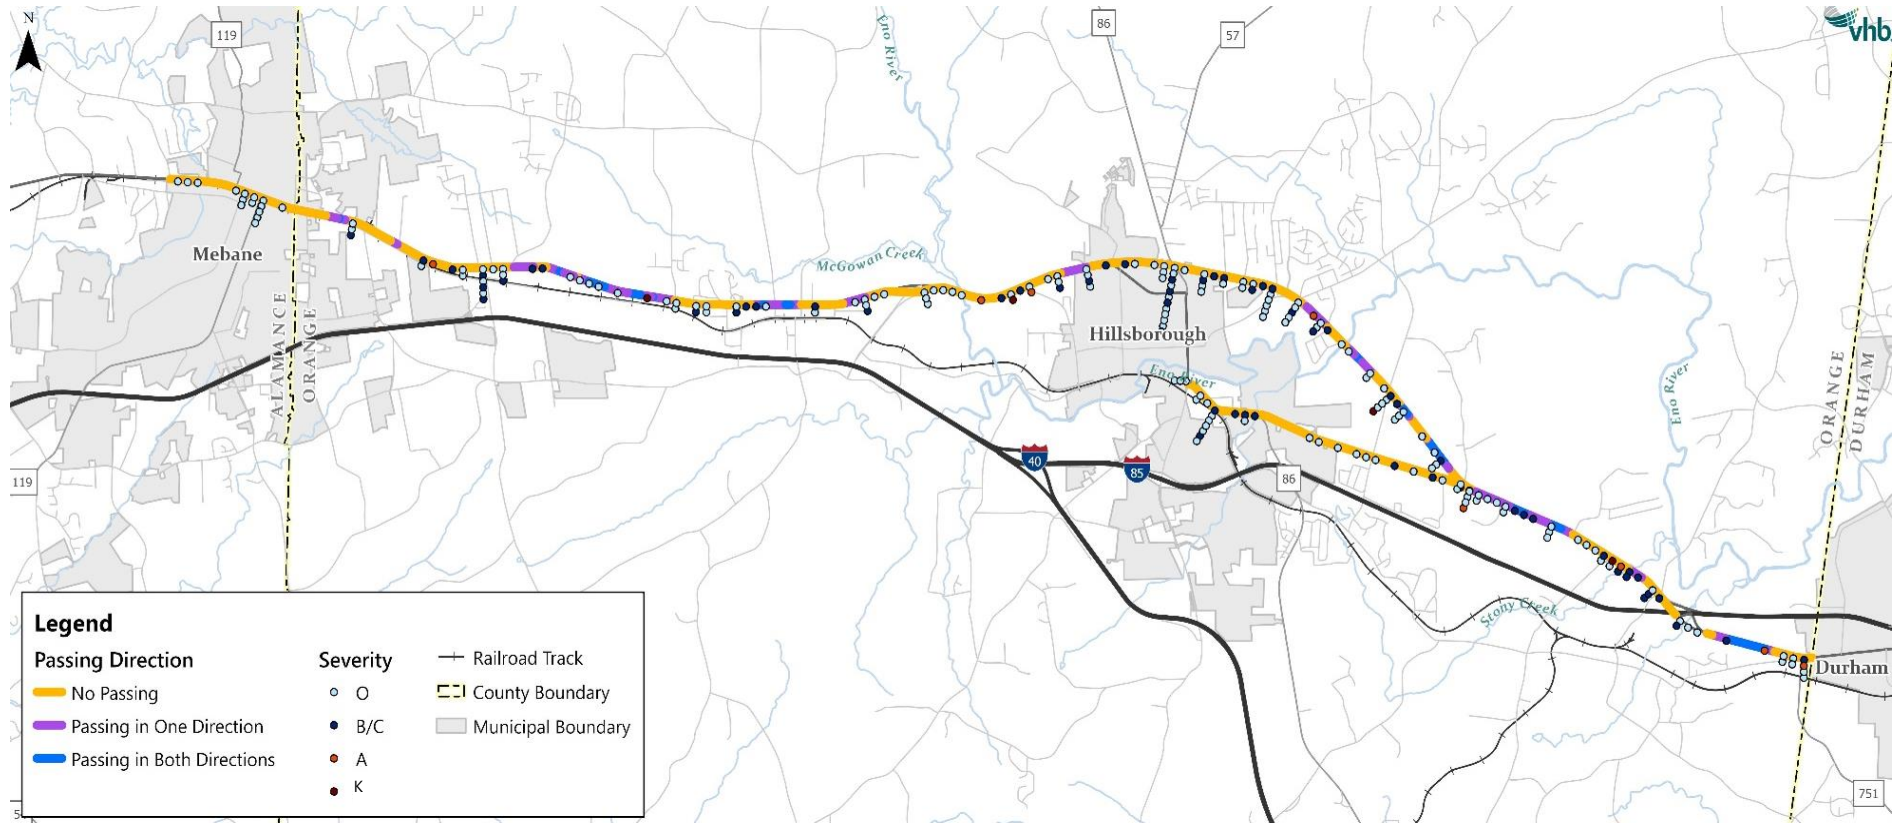 N
119
86
57
vhb
Eno River
McGowan Creek
Mebane
ALAMANCE
ORANGE
Hillsborough
Eno River
Eno River
ORANGE
DURHAM
40
85
86
119
Stony Creek
Durham
751
Legend
Passing Direction
No Passing
Passing in One Direction
Passing in Both Directions
Severity
O
B/C
A
K
Railroad Track
County Boundary
Municipal Boundary